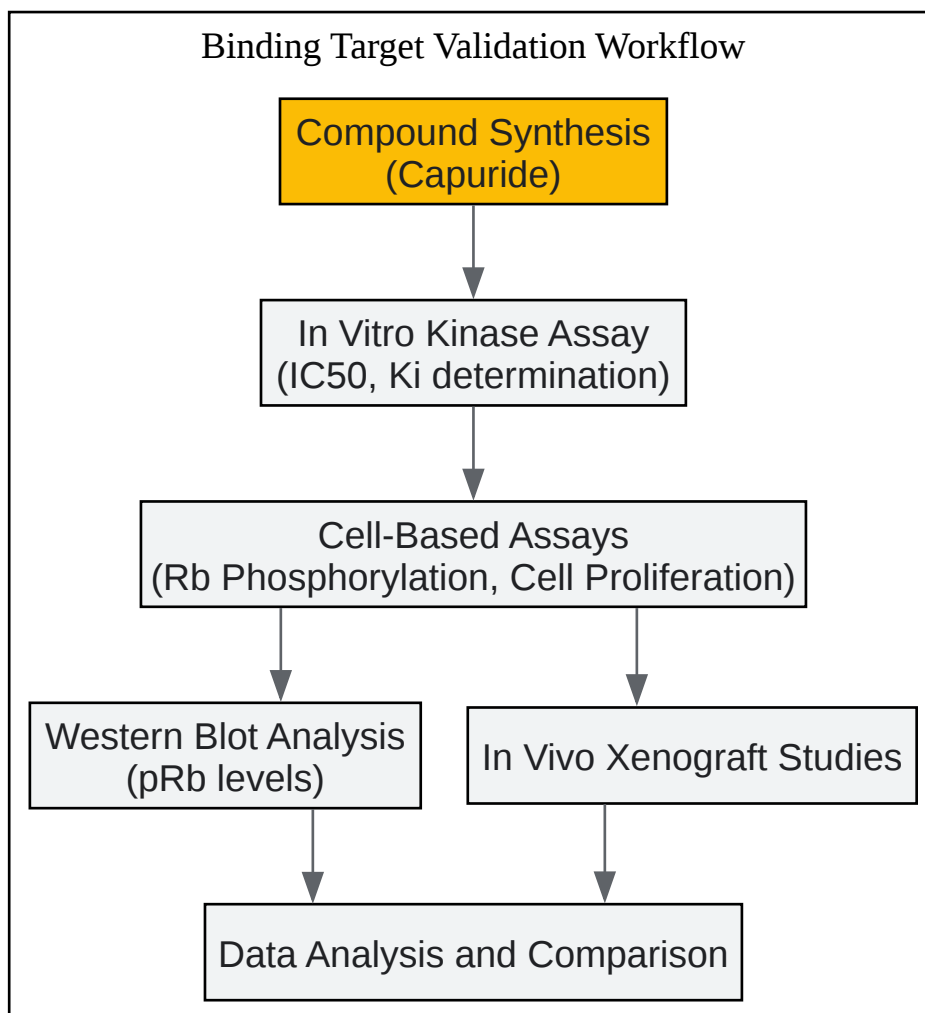 Binding Target Validation Workflow
Compound Synthesis
(Capuride)
In Vitro Kinase Assay
(IC50, Ki determination)
Cell-Based Assays
(Rb Phosphorylation, Cell Proliferation)
Western Blot Analysis
(pRb levels)
In Vivo Xenograft Studies
Data Analysis and Comparison